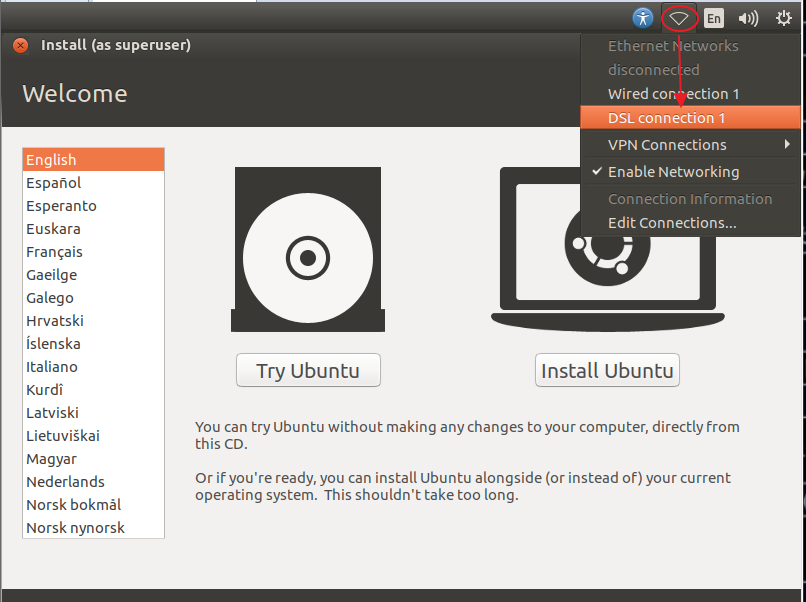 En
Install (as superuser)
Welcome
Ethernet Networks
disconnected
Wired connection 1
DSL connection 1
VPN Connections
Enable Networking
Connection Information
Edit Connections...
English
Español
Esperanto
Euskara
Français
Gaeilge
Galego
Hrvatski
Íslenska
Italiano
Kurdî
Latviski
Lietuviškai
Magyar
Nederlands
Norsk bokmål
Norsk nynorsk
Try Ubuntu
Install Ubuntu
You can try Ubuntu without making any changes to your computer, directly from
this CD.
Or if you're ready, you can install Ubuntu alongside (or instead of) your current
operating system.  This shouldn't take too long.